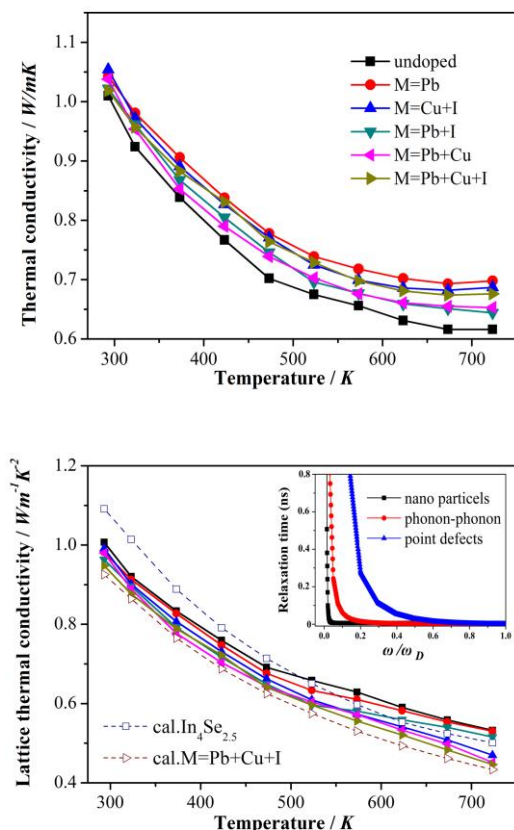 Thermal conductivity / W/mK
1.1
1.0
0.9
0.8
0.7
0.6
undoped
M=Pb
M=Cu+I
M=Pb+I
M=Pb+Cu
M=Pb+Cu+I
300 400 500 600 700
Temperature / K
Lattice thermal conductivity / Wm⁻¹K⁻²
1.2
1.0
0.8
0.6
0.4
cal.In₄Se₂.₅
cal.M=Pb+Cu+I
Relaxation time (ns)
0.8
0.6
0.4
0.2
0.0
nano particels
phonon-phonon
point defects
0.0 0.2 0.4 0.6 0.8 1.0
ω/ω_D
300 400 500 600 700
Temperature / K